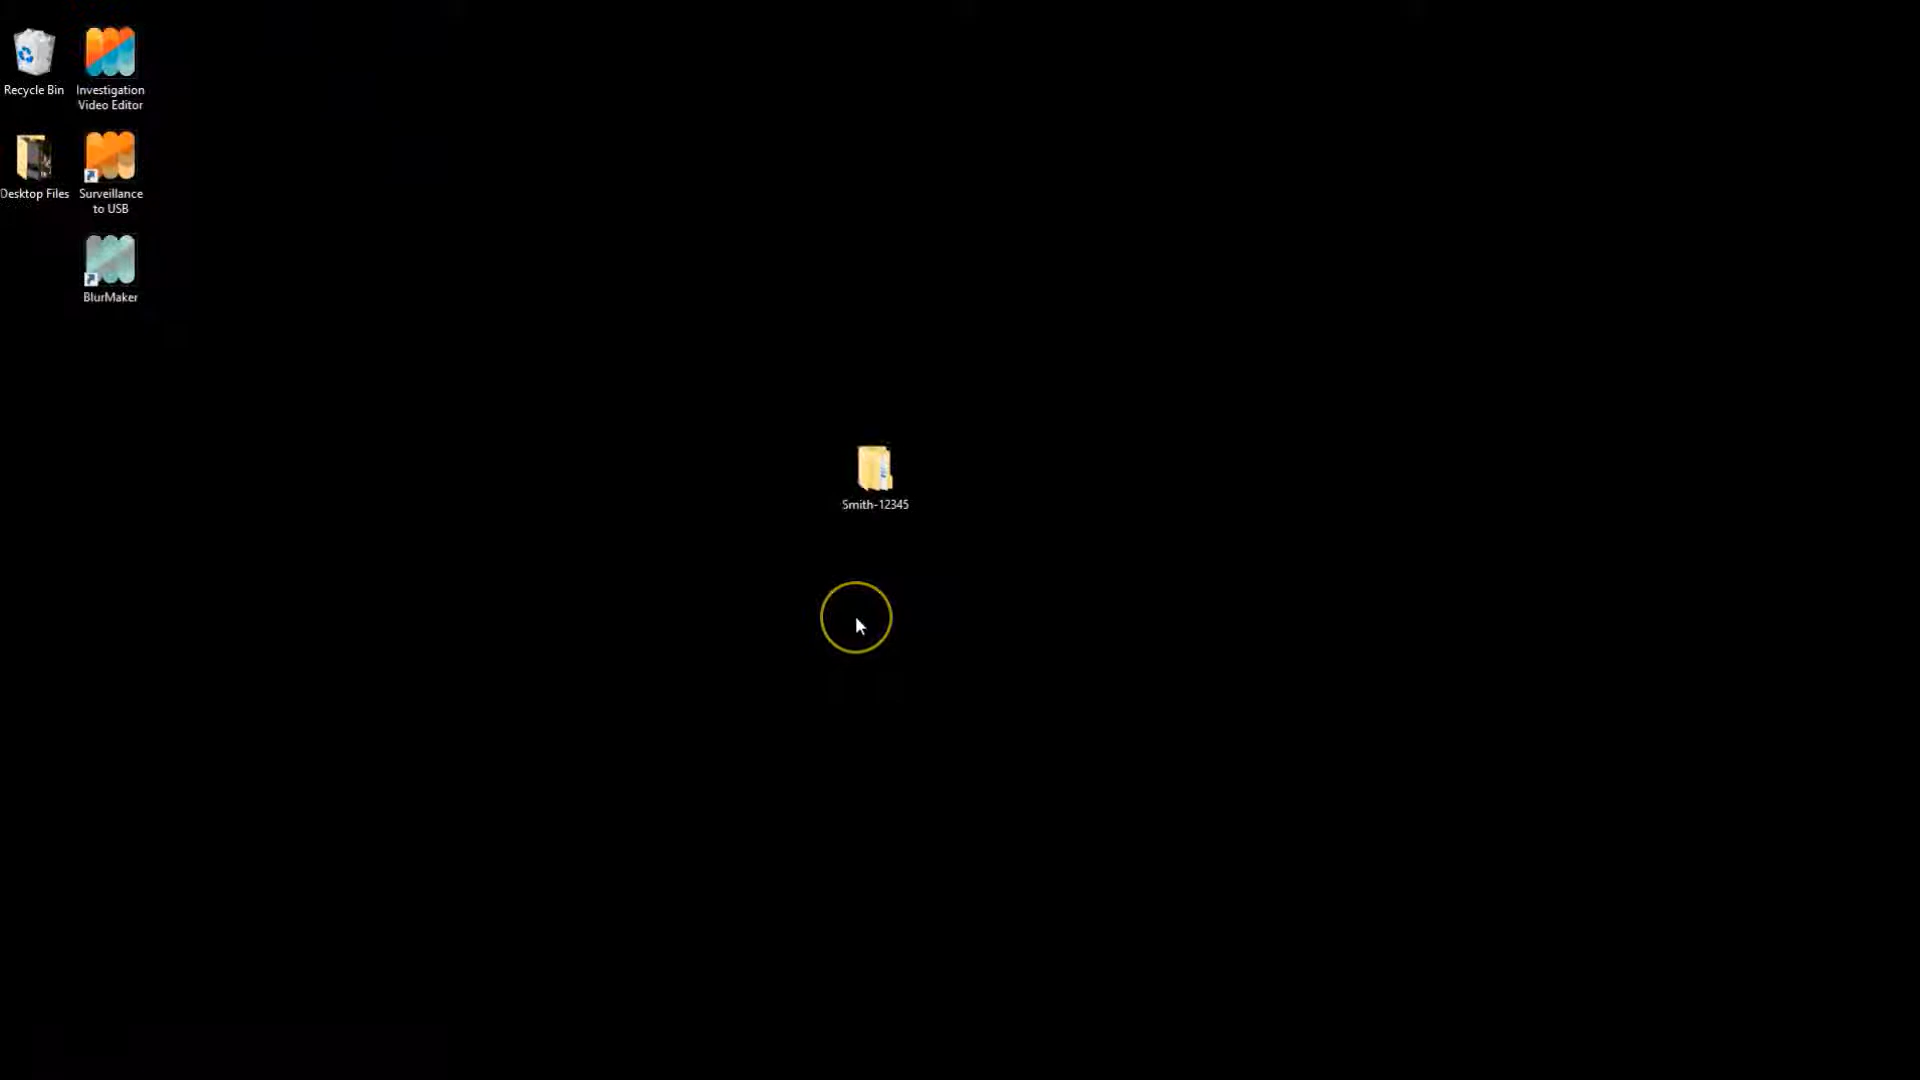 Recycle Bin
Investigation
Video Editor
Desktop Files
Surveillance
to USB
BlurMaker
Smith-12345